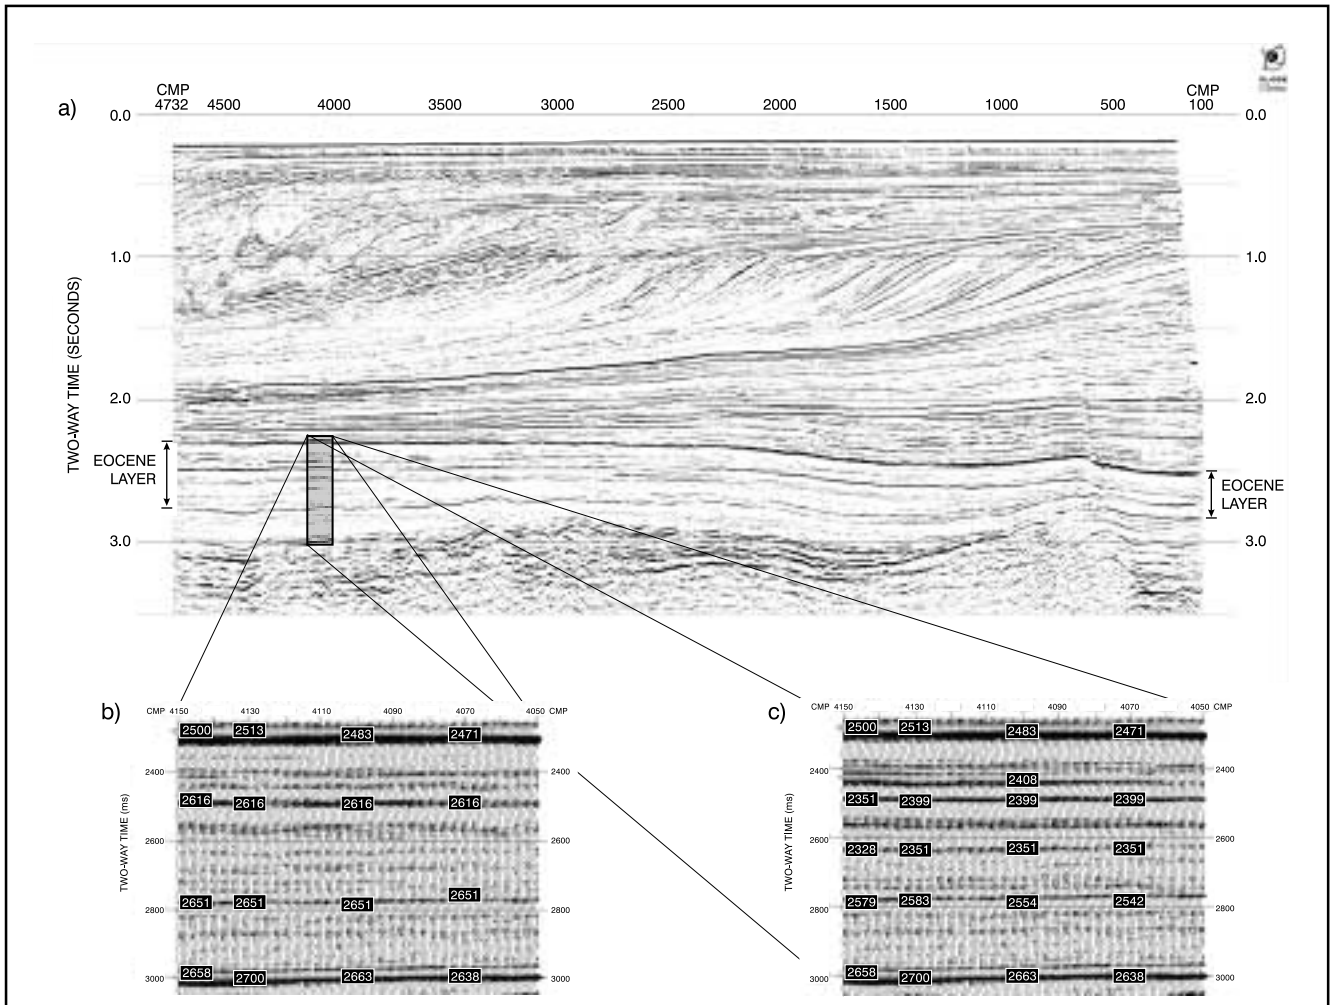 a)
CMP CMP
4732 4500 4000 3500 3000 2500 2000 1500 1000 500 100
0.0 0.0
1.0 1.0
2.0 2.0
3.0 3.0
TWO-WAY TIME (SECONDS)
EOCENE
LAYER
EOCENE
LAYER
b)
CMP 4150 4130 4110 4090 4070 4050 CMP
2500 2513 2483 2471
2400 2400
2616 2616 2616 2616
2600 2600
2651 2651 2651 2651
2800 2800
2658 2700 2663 2638
3000 3000
TWO-WAY TIME (ms)
c)
CMP 4150 4130 4110 4090 4070 4050 CMP
2500 2513 2483 2471
2400 2400
2408
2351 2399 2399 2399
2600 2600
2328 2351 2351 2351
2579 2583 2554 2542
2800 2800
2658 2700 2663 2638
3000 3000
TWO-WAY TIME (ms)